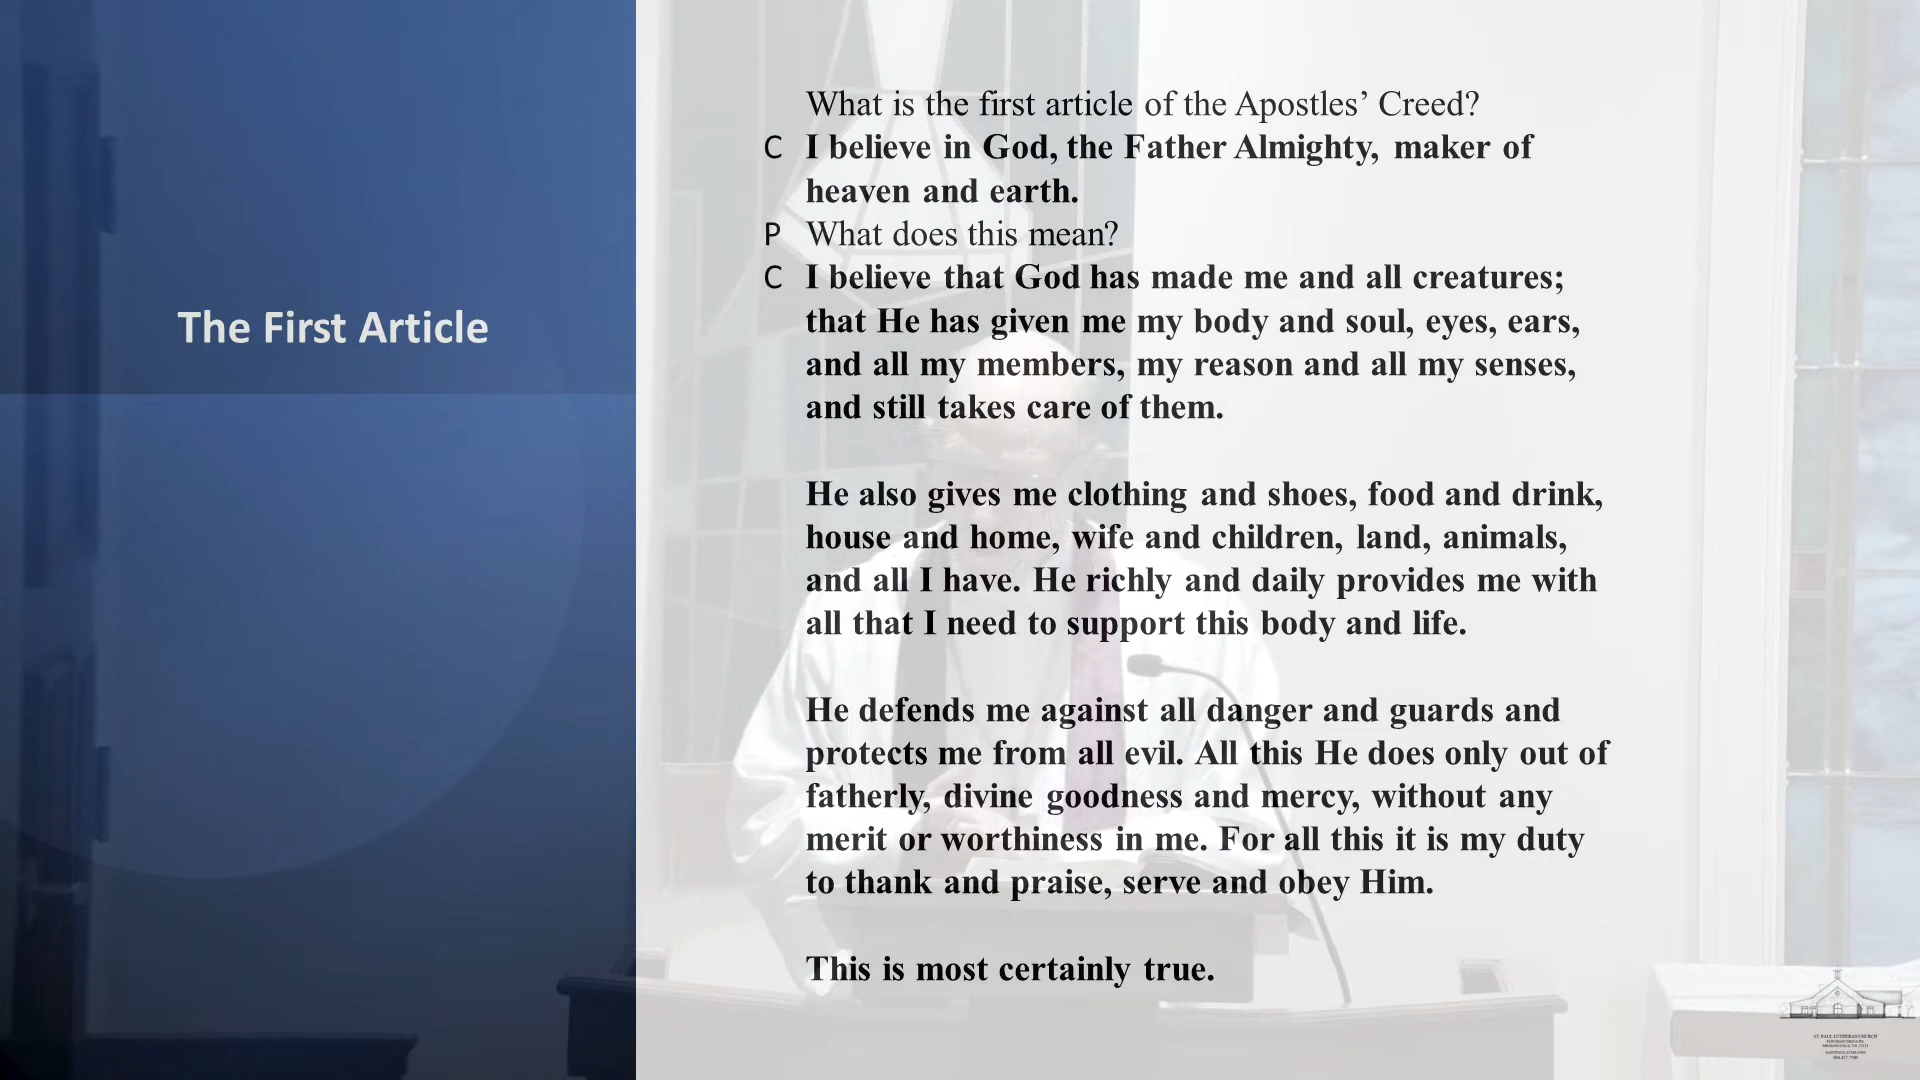 The First Article
What is the first article of the Apostles’ Creed?
C I believe in God, the Father Almighty, maker of
heaven and earth.
P What does this mean?
C I believe that God has made me and all creatures;
that He has given me my body and soul, eyes, ears,
and all my members, my reason and all my senses,
and still takes care of them.
He also gives me clothing and shoes, food and drink,
house and home, wife and children, land, animals,
and all I have. He richly and daily provides me with
all that I need to support this body and life.
He defends me against all danger and guards and
protects me from all evil. All this He does only out of
fatherly, divine goodness and mercy, without any
merit or worthiness in me. For all this it is my duty
to thank and praise, serve and obey Him.
This is most certainly true.
ST. PAUL LUTHERAN CHURCH